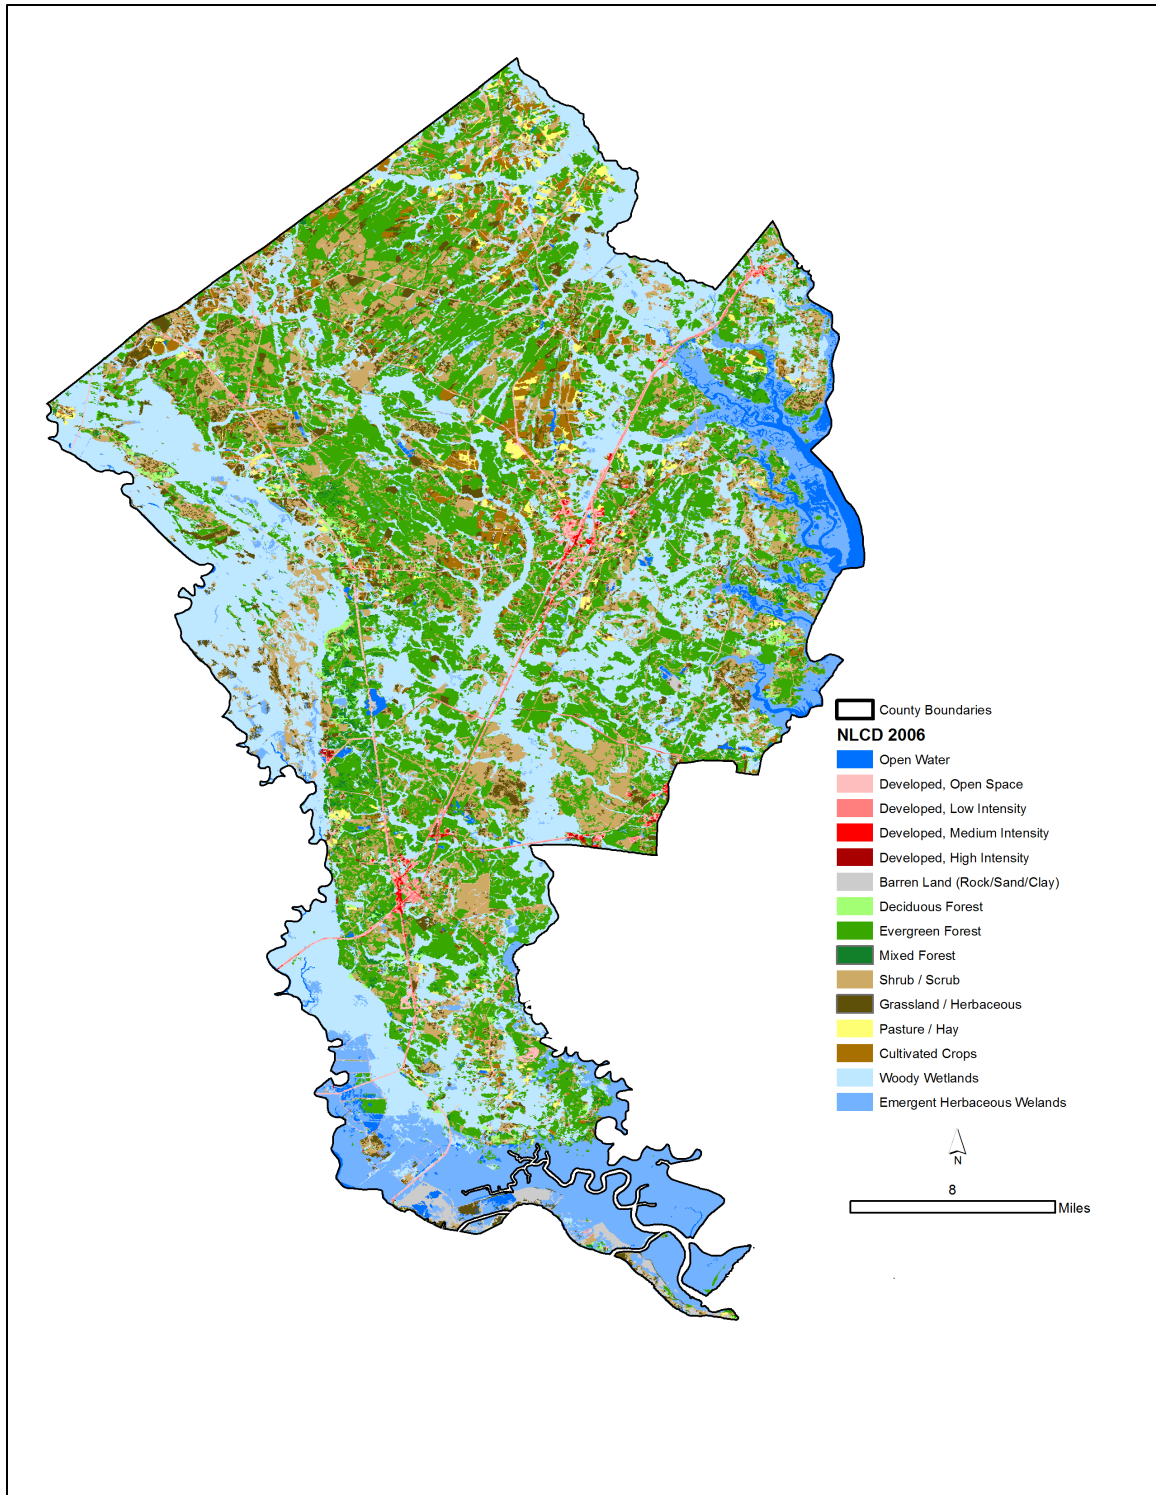 County Boundaries
NLCD 2006
Open Water
Developed, Open Space
Developed, Low Intensity
Developed, Medium Intensity
Developed, High Intensity
Barren Land (Rock/Sand/Clay)
Deciduous Forest
Evergreen Forest
Mixed Forest
Shrub / Scrub
Grassland / Herbaceous
Pasture / Hay
Cultivated Crops
Woody Wetlands
Emergent Herbaceous Welands
N
8
Miles